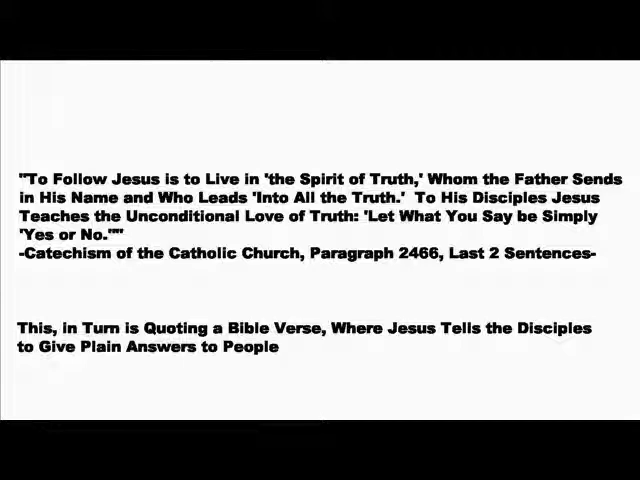 "To Follow Jesus is to Live in 'the Spirit of Truth,' Whom the Father Sends
in His Name and Who Leads 'Into All the Truth.'  To His Disciples Jesus
Teaches the Unconditional Love of Truth: 'Let What You Say be Simply
'Yes or No.'""
-Catechism of the Catholic Church, Paragraph 2466, Last 2 Sentences-
This, in Turn is Quoting a Bible Verse, Where Jesus Tells the Disciples
to Give Plain Answers to People